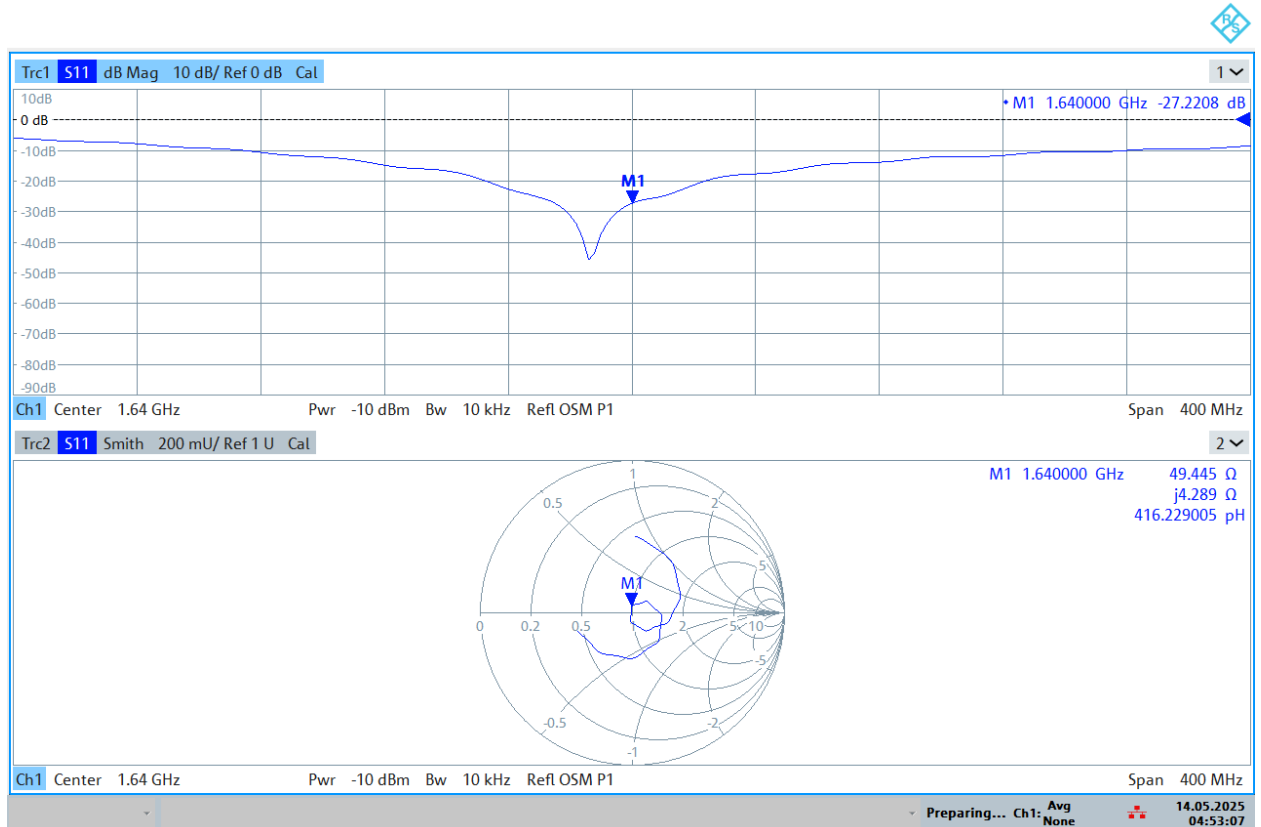 R&S
Trc1 S11 dB Mag 10 dB/ Ref 0 dB Cal 1
10dB
M1 1.640000 GHz -27.2208 dB
0 dB
-10dB
-20dB
M1
-30dB
-40dB
-50dB
-60dB
-70dB
-80dB
-90dB
Ch1 Center 1.64 GHz Pwr -10 dBm Bw 10 kHz Refl OSM P1 Span 400 MHz
Trc2 S11 Smith 200 mU/ Ref 1 U Cal 2
M1 1.640000 GHz 49.445 Ω
j4.289 Ω
416.229005 pH
1
0.5 2
5
M1
0 0.2 0.5 1 2 5 10
-5
-0.5 -2
-1
Ch1 Center 1.64 GHz Pwr -10 dBm Bw 10 kHz Refl OSM P1 Span 400 MHz
Preparing... Ch1: Avg None 14.05.2025
04:53:07